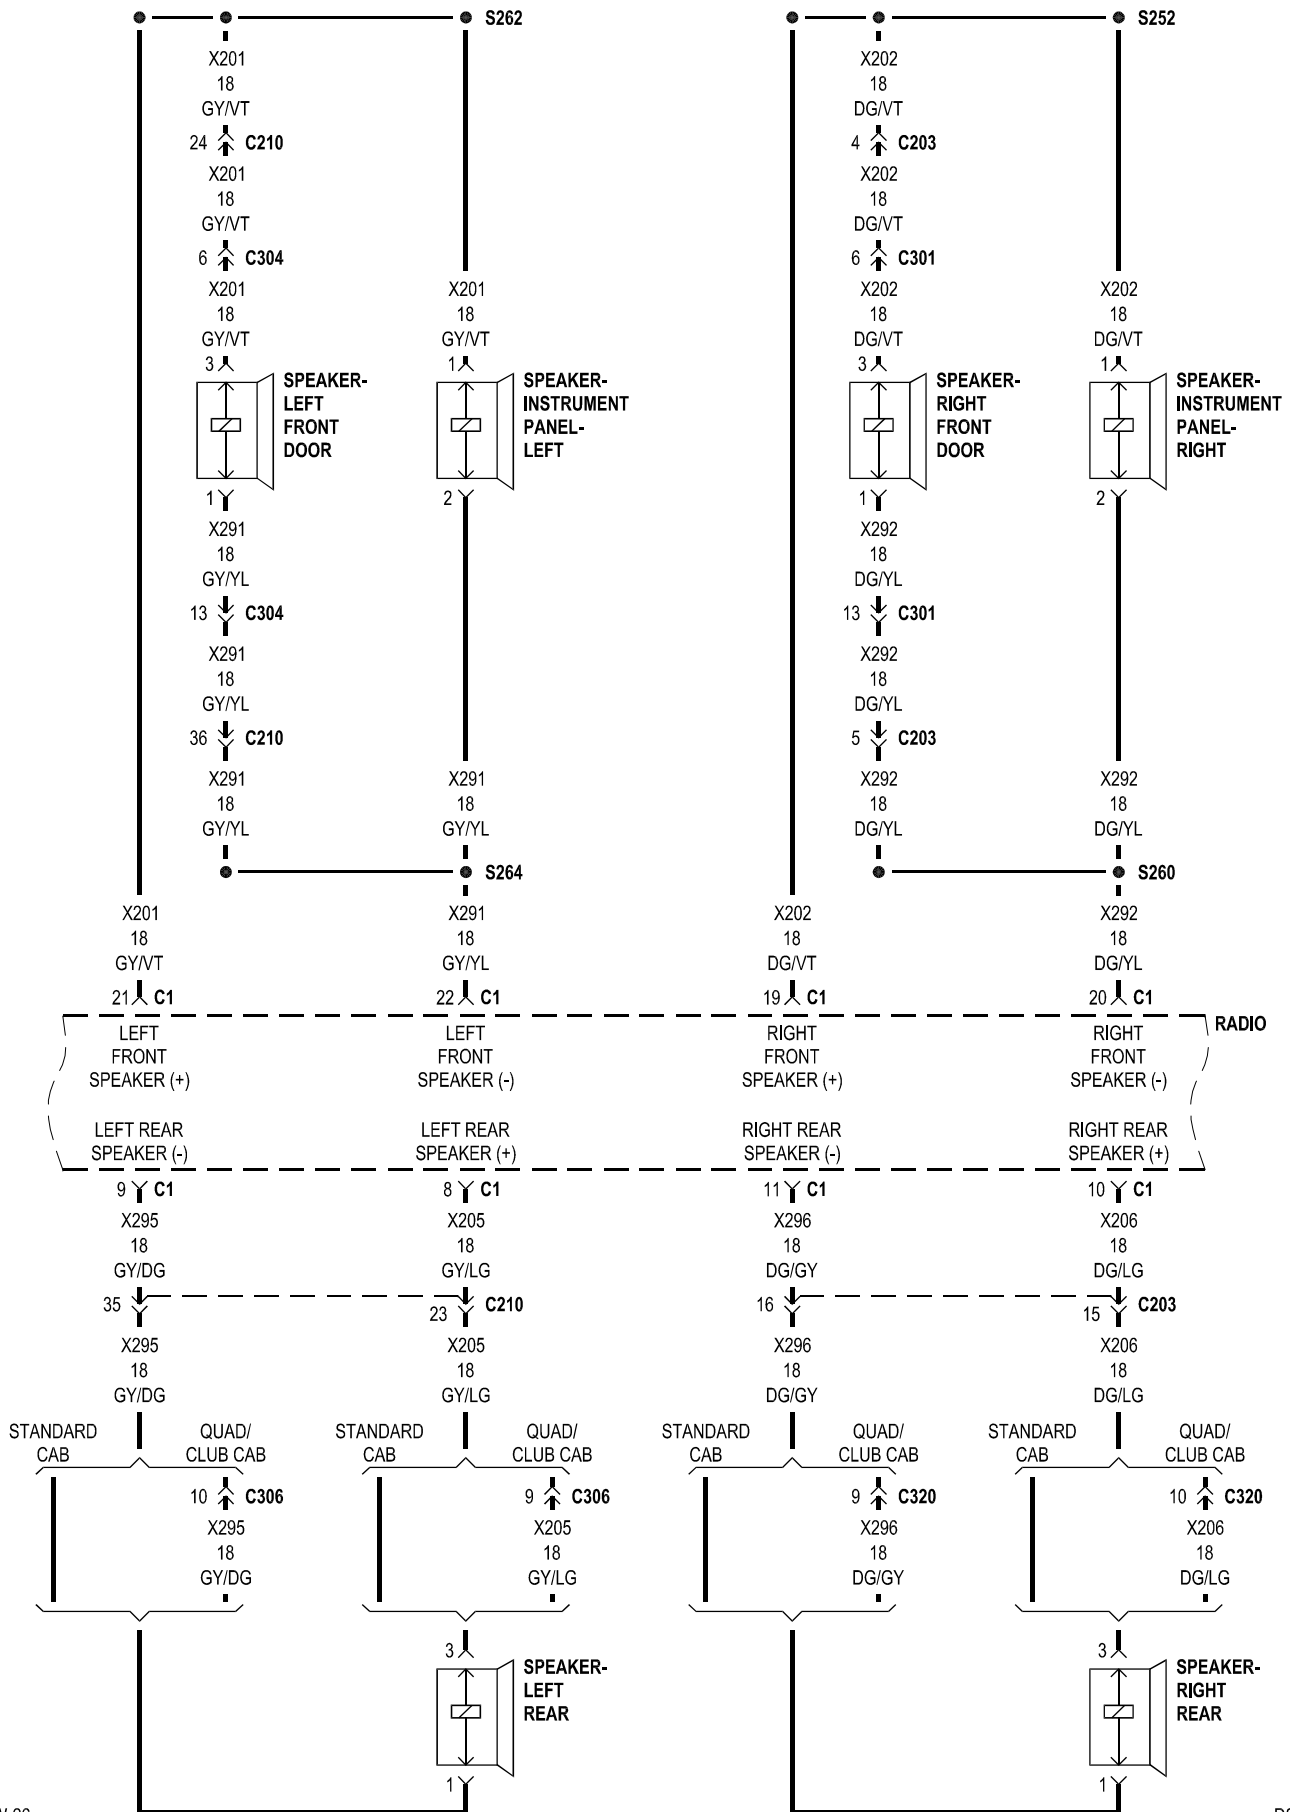 S262 S252
X201 X202
18 18
GY/VT DG/VT
24 C210 4 C203
X201 X202
18 18
GY/VT DG/VT
6 C304 6 C301
X201 X201 X202 X202
18 18 18 18
GY/VT GY/VT DG/VT DG/VT
3 1 3 1
SPEAKER- SPEAKER- SPEAKER- SPEAKER-
LEFT INSTRUMENT RIGHT INSTRUMENT
FRONT PANEL- FRONT PANEL-
DOOR LEFT DOOR RIGHT
1 2 1 2
X291 X292
18 18
GY/YL DG/YL
13 C304 13 C301
X291 X292
18 18
GY/YL DG/YL
36 C210 5 C203
X291 X291 X292 X292
18 18 18 18
GY/YL GY/YL DG/YL DG/YL
S264 S260
X201 X291 X202 X292
18 18 18 18
GY/VT GY/YL DG/VT DG/YL
21 C1 22 C1 19 C1 20 C1
RADIO
LEFT LEFT RIGHT RIGHT
FRONT FRONT FRONT FRONT
SPEAKER (+) SPEAKER (-) SPEAKER (+) SPEAKER (-)
LEFT REAR LEFT REAR RIGHT REAR RIGHT REAR
SPEAKER (-) SPEAKER (+) SPEAKER (-) SPEAKER (+)
9 C1 8 C1 11 C1 10 C1
X295 X205 X296 X206
18 18 18 18
GY/DG GY/LG DG/GY DG/LG
35 23 C210 16 15 C203
X295 X205 X296 X206
18 18 18 18
GY/DG GY/LG DG/GY DG/LG
STANDARD QUAD/ STANDARD QUAD/ STANDARD QUAD/ STANDARD QUAD/
CAB CLUB CAB CAB CLUB CAB CAB CLUB CAB CAB CLUB CAB
10 C306 9 C306 9 C320 10 C320
X295 X205 X296 X206
18 18 18 18
GY/DG GY/LG DG/GY DG/LG
3 3
SPEAKER- SPEAKER-
LEFT RIGHT
REAR REAR
1 1